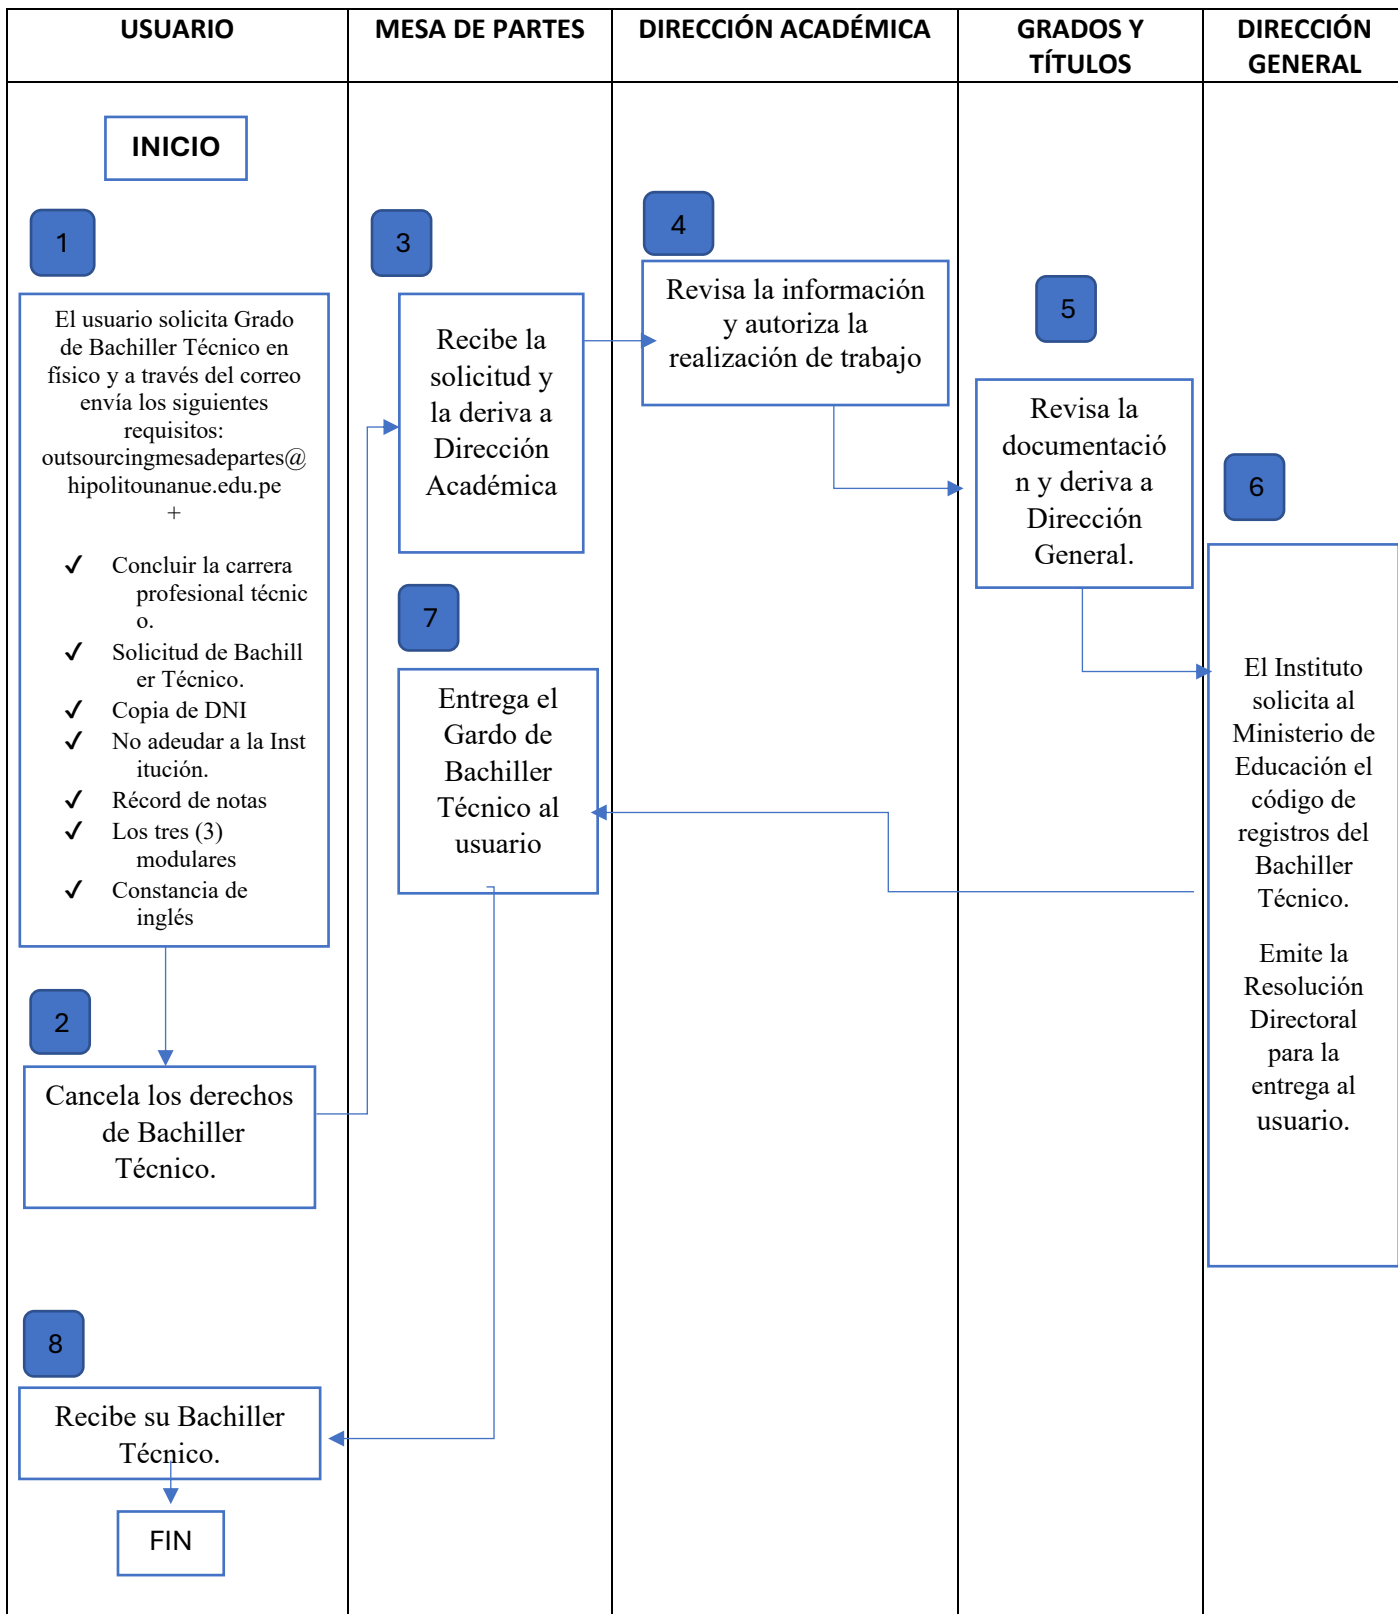 USUARIO
MESA DE PARTES
DIRECCIÓN ACADÉMICA
GRADOS Y
TÍTULOS
DIRECCIÓN
GENERAL
INICIO
1
El usuario solicita Grado
de Bachiller Técnico en
físico y a través del correo
envía los siguientes
requisitos:
outsourcingmesadepartes@
hipolitounanue.edu.pe
+
✓ Concluir la carrera
profesional técnic
o.
✓ Solicitud de Bachill
er Técnico.
✓ Copia de DNI
✓ No adeudar a la Inst
itución.
✓ Récord de notas
✓ Los tres (3)
modulares
✓ Constancia de
inglés
2
Cancela los derechos
de Bachiller
Técnico.
3
Recibe la
solicitud y
la deriva a
Dirección
Académica
4
Revisa la información
y autoriza la
realización de trabajo
5
Revisa la
documentació
n y deriva a
Dirección
General.
6
El Instituto
solicita al
Ministerio de
Educación el
código de
registros del
Bachiller
Técnico.
Emite la
Resolución
Directoral
para la
entrega al
usuario.
7
Entrega el
Gardo de
Bachiller
Técnico al
usuario
8
Recibe su Bachiller
Técnico.
FIN